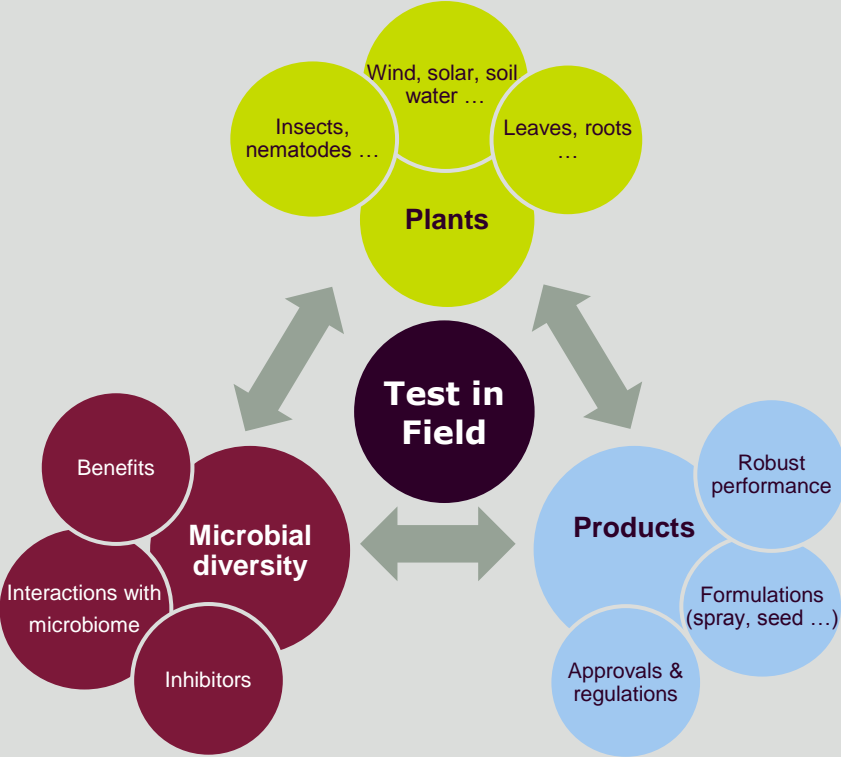 Wind, solar, soil
water …
Insects,
nematodes …
Leaves, roots
…
Plants
Test in
Field
Benefits
Microbial
diversity
Interactions with
microbiome
Inhibitors
Robust
performance
Products
Formulations
(spray, seed …)
Approvals &
regulations